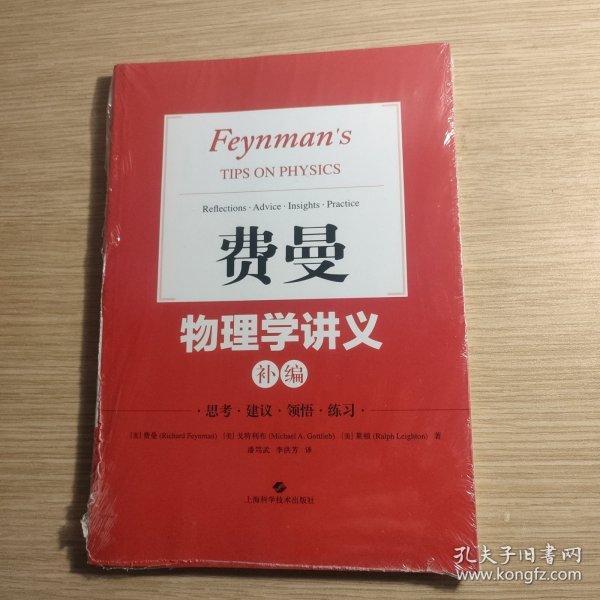 Feynman's
TIPS ON PHYSICS
Reflections · Advice · Insights · Practice
费曼
物理学讲义
补编
·思考·建议·领悟·练习·
[美] 费曼 (Richard Feynman) [美] 戈特利布 (Michael A. Gottlieb) [美] 莱顿 (Ralph Leighton) 著
潘笃武 李洪芳 译
上海科学技术出版社
孔夫子旧书网
www.kongfz.com